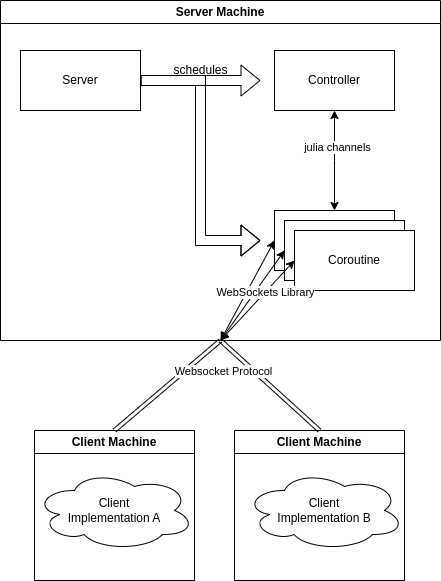 Server Machine
Server
schedules
Controller
julia channels
Coroutine
WebSockets Library
Websocket Protocol
Client Machine
Client
Implementation A
Client Machine
Client
Implementation B